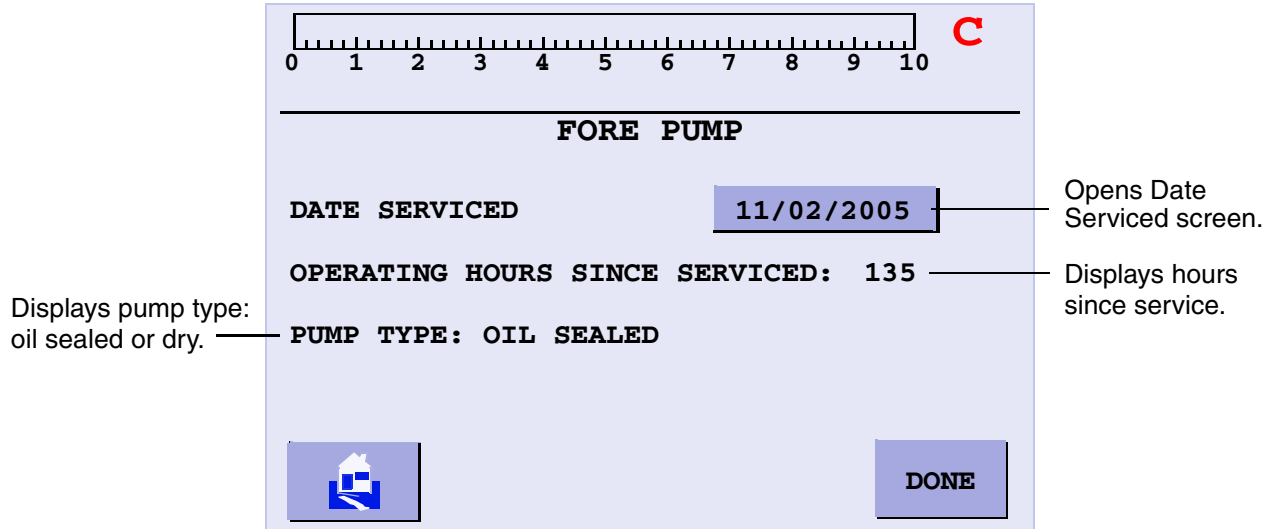 C
0 1 2 3 4 5 6 7 8 9 10
FORE PUMP
DATE SERVICED 11/02/2005
Opens Date
Serviced screen.
OPERATING HOURS SINCE SERVICED: 135
Displays hours
since service.
Displays pump type:
oil sealed or dry.
PUMP TYPE: OIL SEALED
DONE